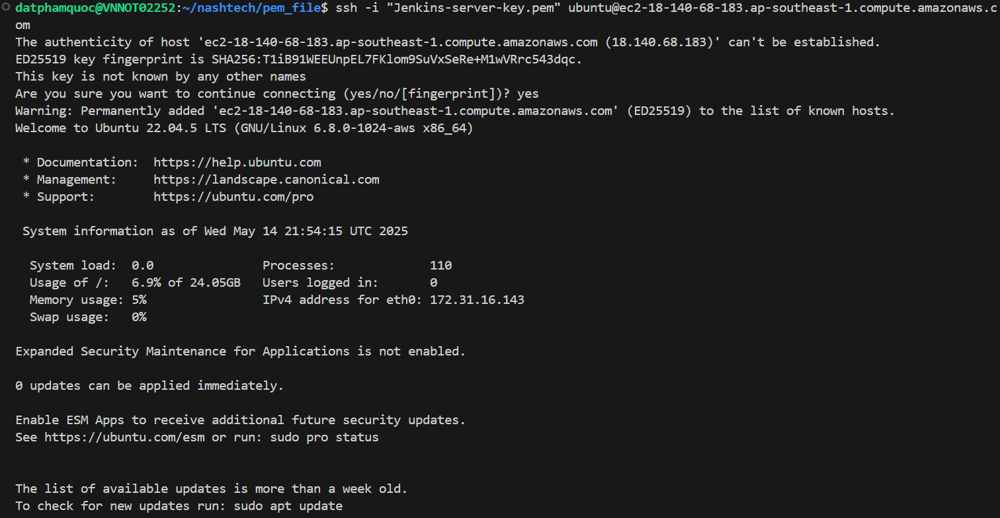 datphamquoc@VNNOT02252:~/nashtech/pem_file$ ssh -i "Jenkins-server-key.pem" ubuntu@ec2-18-140-68-183.ap-southeast-1.compute.amazonaws.c
om
The authenticity of host 'ec2-18-140-68-183.ap-southeast-1.compute.amazonaws.com (18.140.68.183)' can't be established.
ED25519 key fingerprint is SHA256:T1iB91WEEUnpEL7FKlom9SuVxSeRe+M1wVRrc543dqc.
This key is not known by any other names
Are you sure you want to continue connecting (yes/no/[fingerprint])? yes
Warning: Permanently added 'ec2-18-140-68-183.ap-southeast-1.compute.amazonaws.com' (ED25519) to the list of known hosts.
Welcome to Ubuntu 22.04.5 LTS (GNU/Linux 6.8.0-1024-aws x86_64)

 * Documentation:  https://help.ubuntu.com
 * Management:     https://landscape.canonical.com
 * Support:        https://ubuntu.com/pro

 System information as of Wed May 14 21:54:15 UTC 2025

  System load:  0.0               Processes:             110
  Usage of /:   6.9% of 24.05GB   Users logged in:       0
  Memory usage: 5%                IPv4 address for eth0: 172.31.16.143
  Swap usage:   0%

Expanded Security Maintenance for Applications is not enabled.

0 updates can be applied immediately.

Enable ESM Apps to receive additional future security updates.
See https://ubuntu.com/esm or run: sudo pro status


The list of available updates is more than a week old.
To check for new updates run: sudo apt update